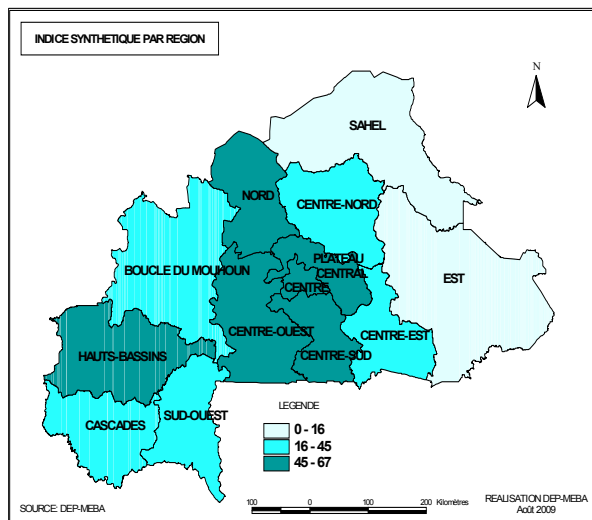 INDICE SYNTHETIQUE PAR REGION
N
SAHEL
NORD
CENTRE-NORD
BOUCLE DU MOUHOUN
PLATEAU
CENTRAL
CENTRE
EST
CENTRE-OUEST
CENTRE-EST
HAUTS-BASSINS
CENTRE-SUD
CASCADES
SUD-OUEST
LEGENDE
0 - 16
16 - 45
45 - 67
100 0 100 200 Kilomètres
SOURCE: DEP-MEBA
REALISATION DEP-MEBA
Août 2009